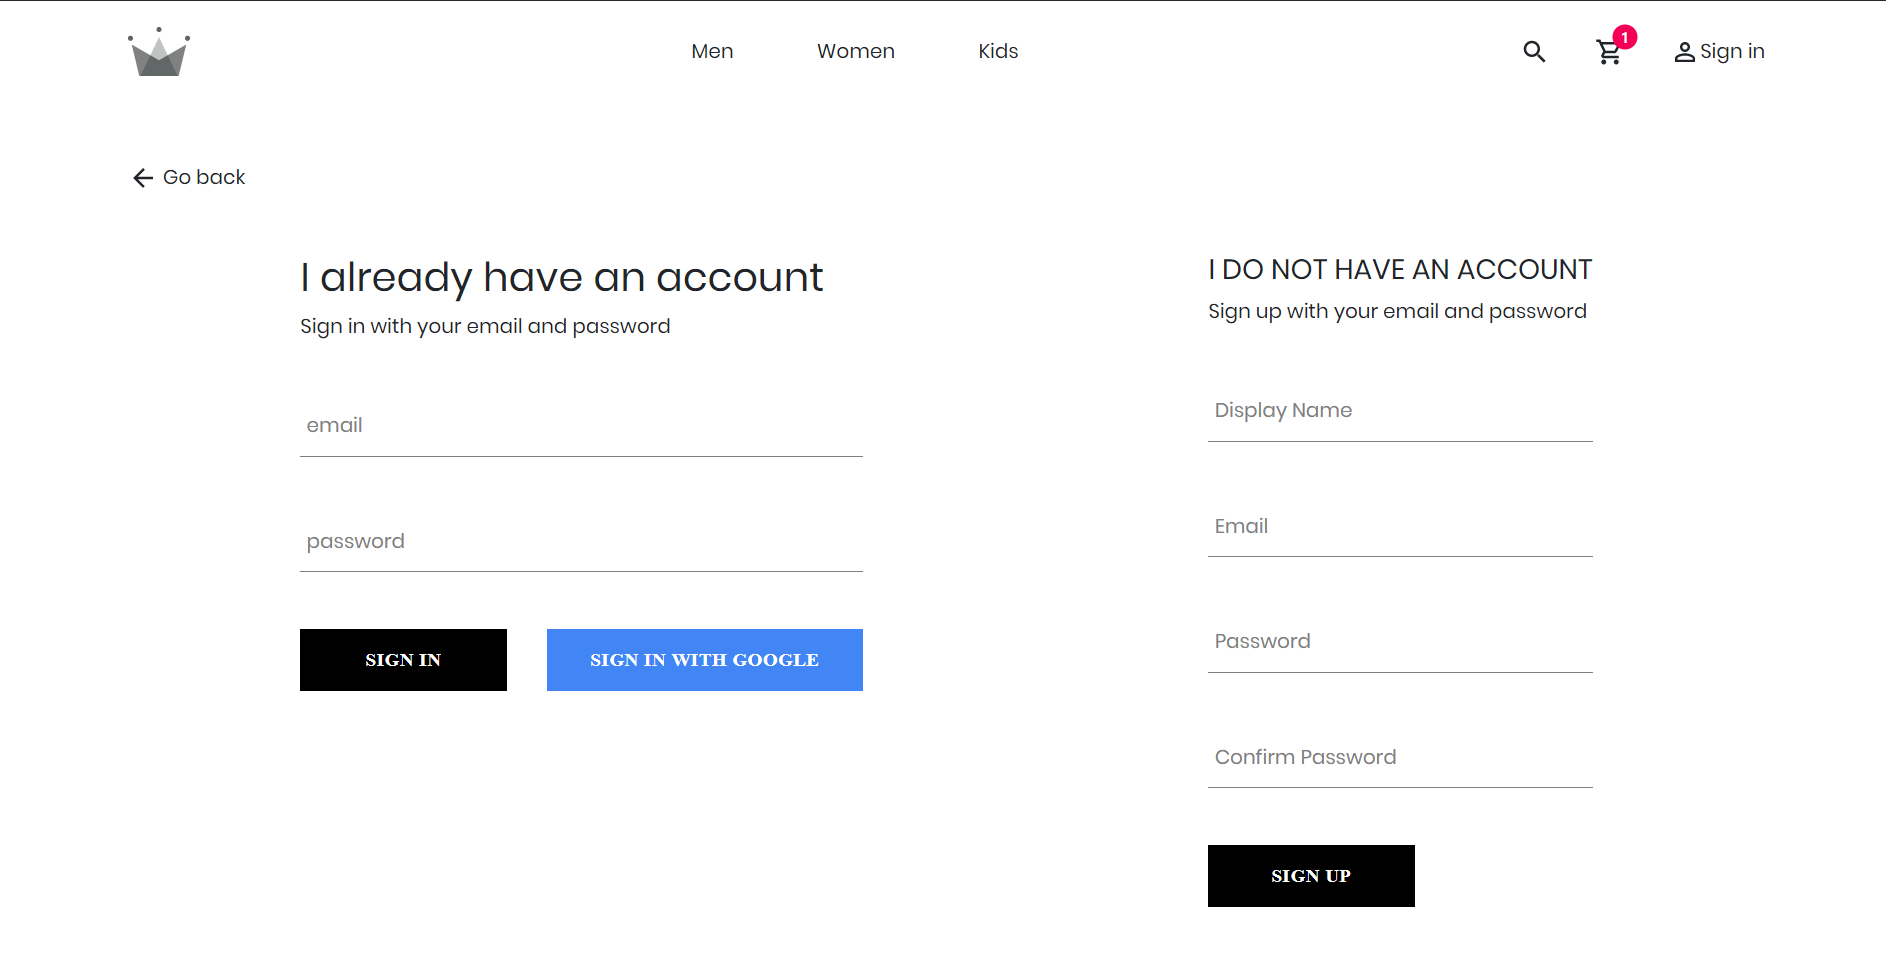 Men Women Kids 1 Sign in
Go back
I already have an account
Sign in with your email and password
email
password
SIGN IN SIGN IN WITH GOOGLE
I DO NOT HAVE AN ACCOUNT
Sign up with your email and password
Display Name
Email
Password
Confirm Password
SIGN UP